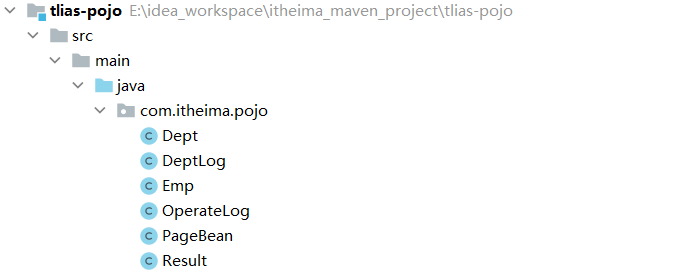 tlias-pojo E:\idea_workspace\itheima_maven_project\tlias-pojo
src
main
java
com.itheima.pojo
C Dept
C DeptLog
C Emp
C OperateLog
C PageBean
C Result